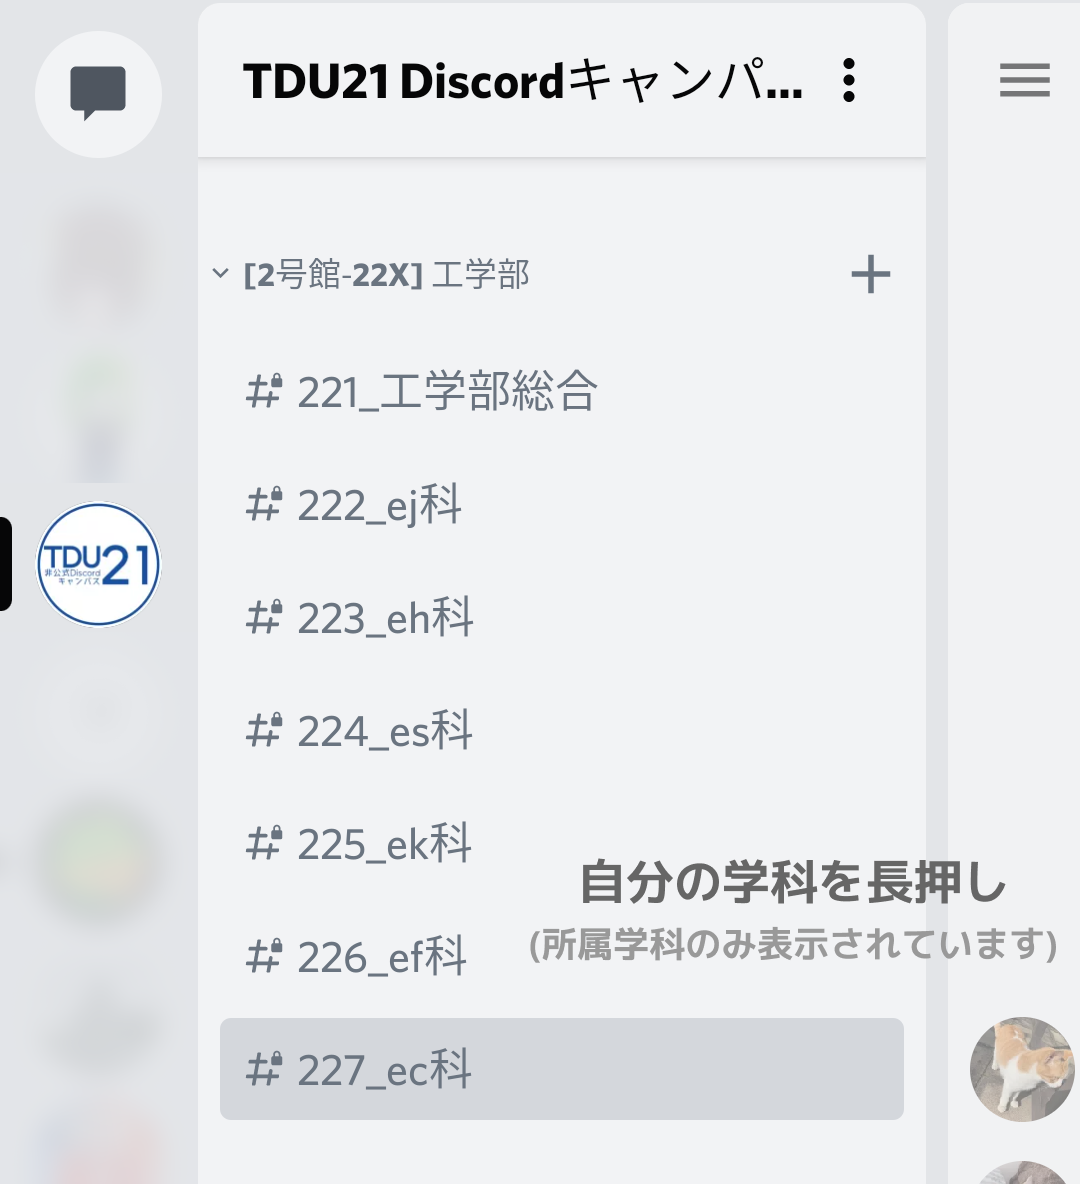 TDU21 Discordキャンパ...
[2号館-22X] 工学部
221_工学部総合
222_ej科
TDU21
非公式Discord
キャンパス
223_eh科
224_es科
225_ek科
自分の学科を長押し
(所属学科のみ表示されています)
226_ef科
227_ec科